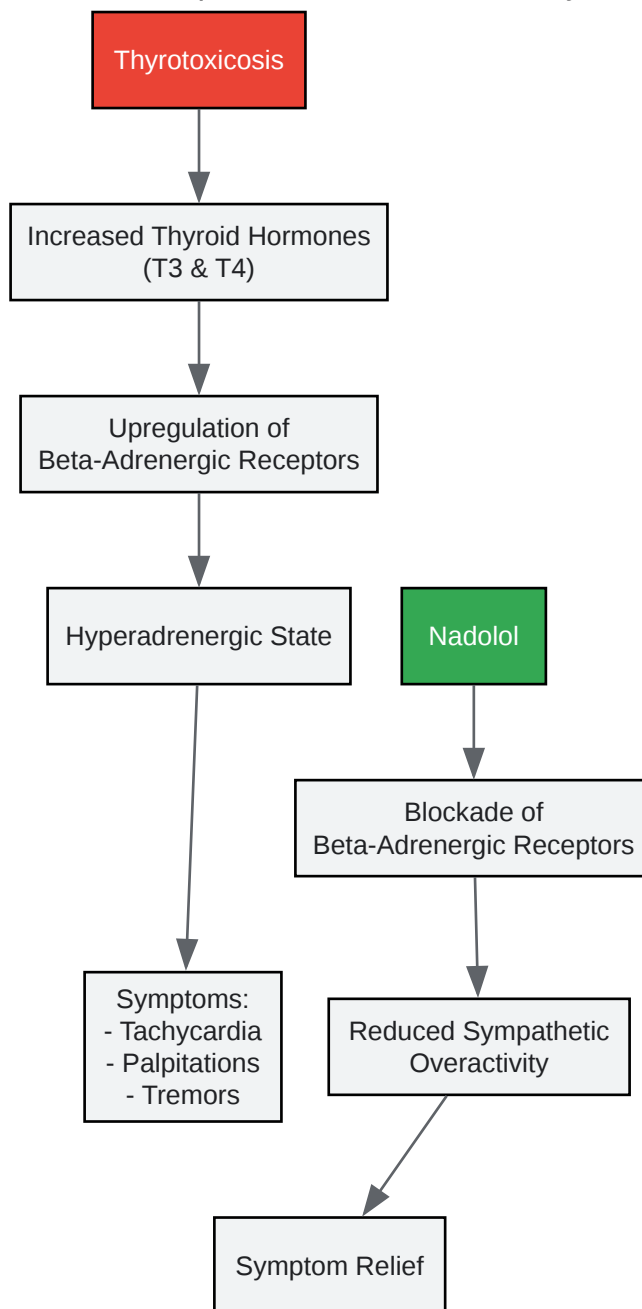 Thyrotoxicosis
Increased Thyroid Hormones
(T3 & T4)
Upregulation of
Beta-Adrenergic Receptors
Hyperadrenergic State
Nadolol
Blockade of
Beta-Adrenergic Receptors
Symptoms:
- Tachycardia
- Palpitations
- Tremors
Reduced Sympathetic
Overactivity
Symptom Relief